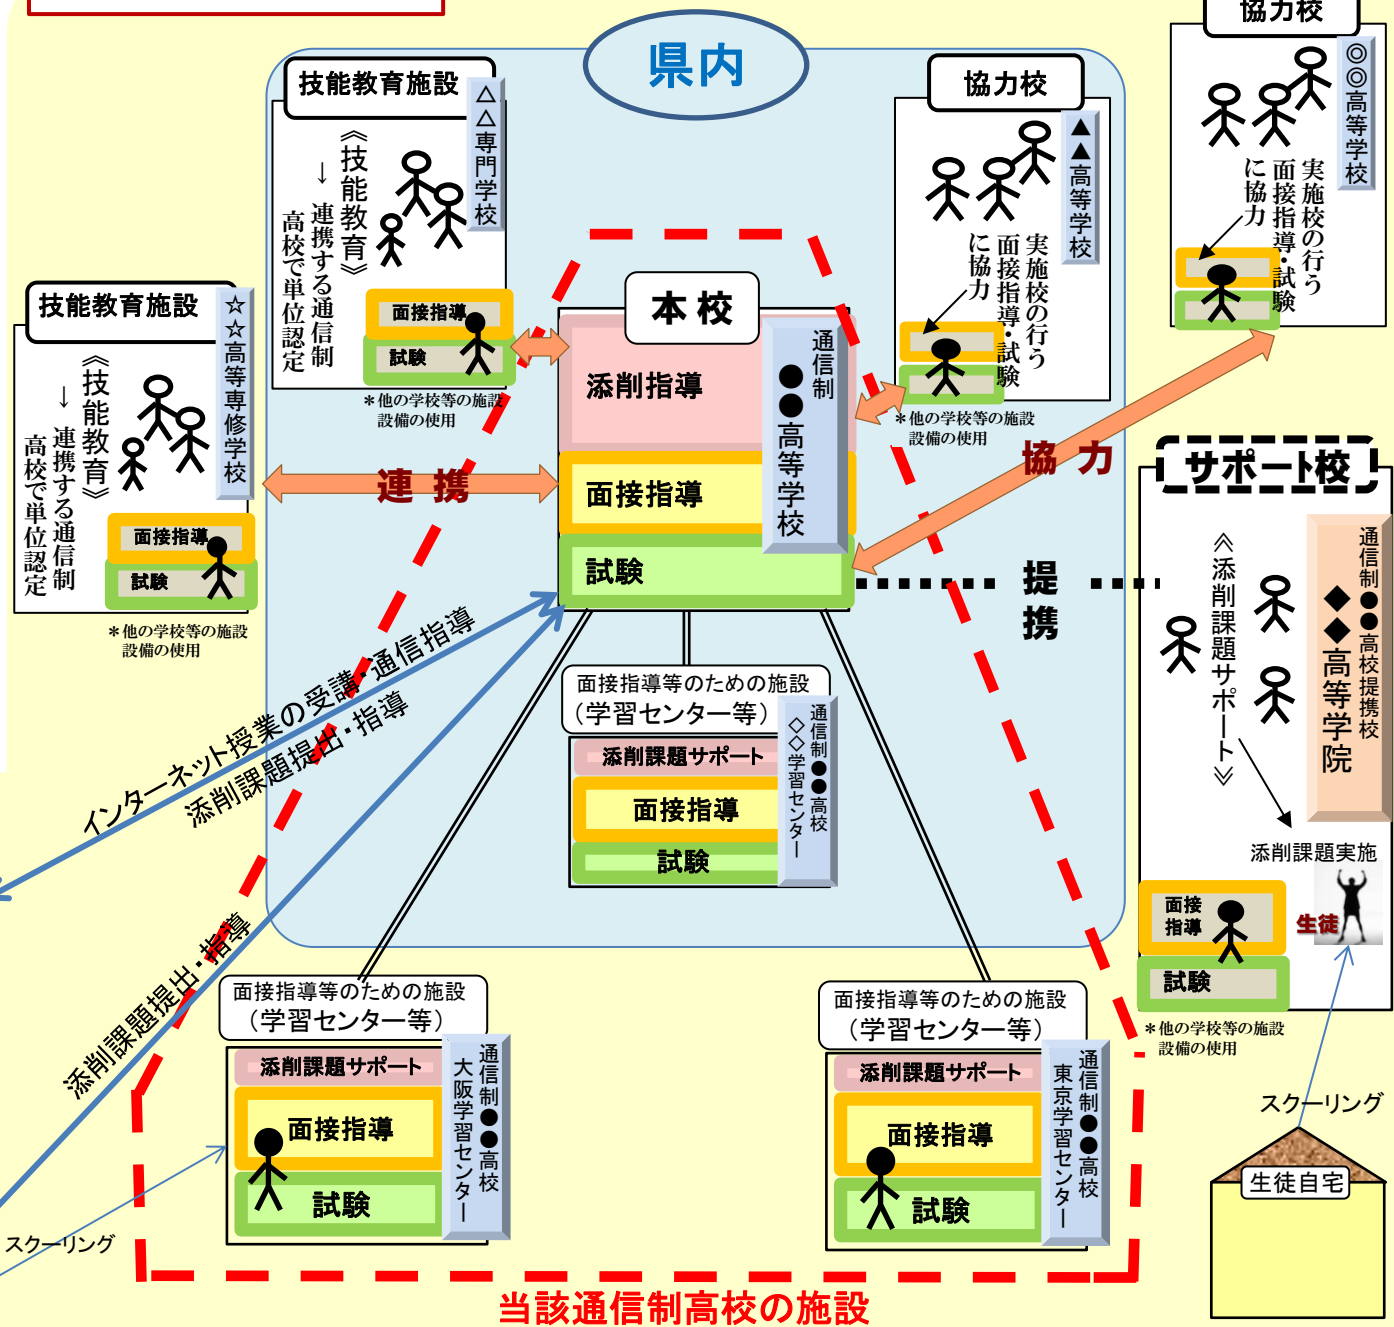 県内
技能教育施設
△△専門学校
《技能教育》
→ 連携する通信制
高校で単位認定
面接指導
試験
＊他の学校等の施設
設備の使用
協力校
▲▲高等学校
実施校の行う
面接指導・試験
に協力
＊他の学校等の施設
設備の使用
協力校
◎◎高等学校
実施校の行う
面接指導・試験
に協力
技能教育施設
☆☆高等専修学校
《技能教育》
→ 連携する通信制
高校で単位認定
面接指導
試験
＊他の学校等の施設
設備の使用
本校
通信制
●●高等学校
添削指導
面接指導
試験
連携
協力
提携
サポート校
通信制●●高校提携校
◆◆高等学院
《添削課題サポート》
添削課題実施
生徒
面接
指導
試験
＊他の学校等の施設
設備の使用
インターネット授業の受講・通信指導
添削課題提出・指導
添削課題提出・指導
面接指導等のための施設
（学習センター等）
通信制●●高校
◇◇学習センター
添削課題サポート
面接指導
試験
面接指導等のための施設
（学習センター等）
通信制●●高校
大阪学習センター
添削課題サポート
面接指導
試験
面接指導等のための施設
（学習センター等）
通信制●●高校
東京学習センター
添削課題サポート
面接指導
試験
スクーリング
スクーリング
生徒自宅
当該通信制高校の施設